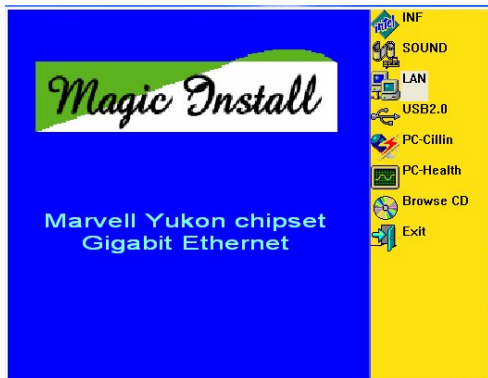 Magic Install
Marvell Yukon chipset
Gigabit Ethernet
intel
INF
SOUND
LAN
USB2.0
PC-Cillin
PC-Health
Browse CD
Exit